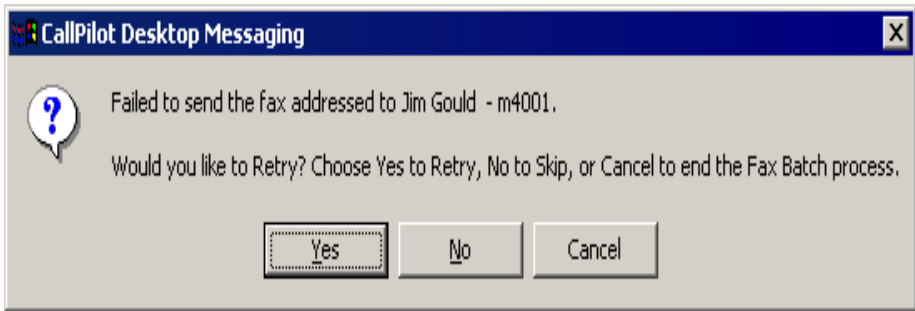 CallPilot Desktop Messaging
Failed to send the fax addressed to Jim Gould - m4001.
Would you like to Retry? Choose Yes to Retry, No to Skip, or Cancel to end the Fax Batch process.
Yes No Cancel